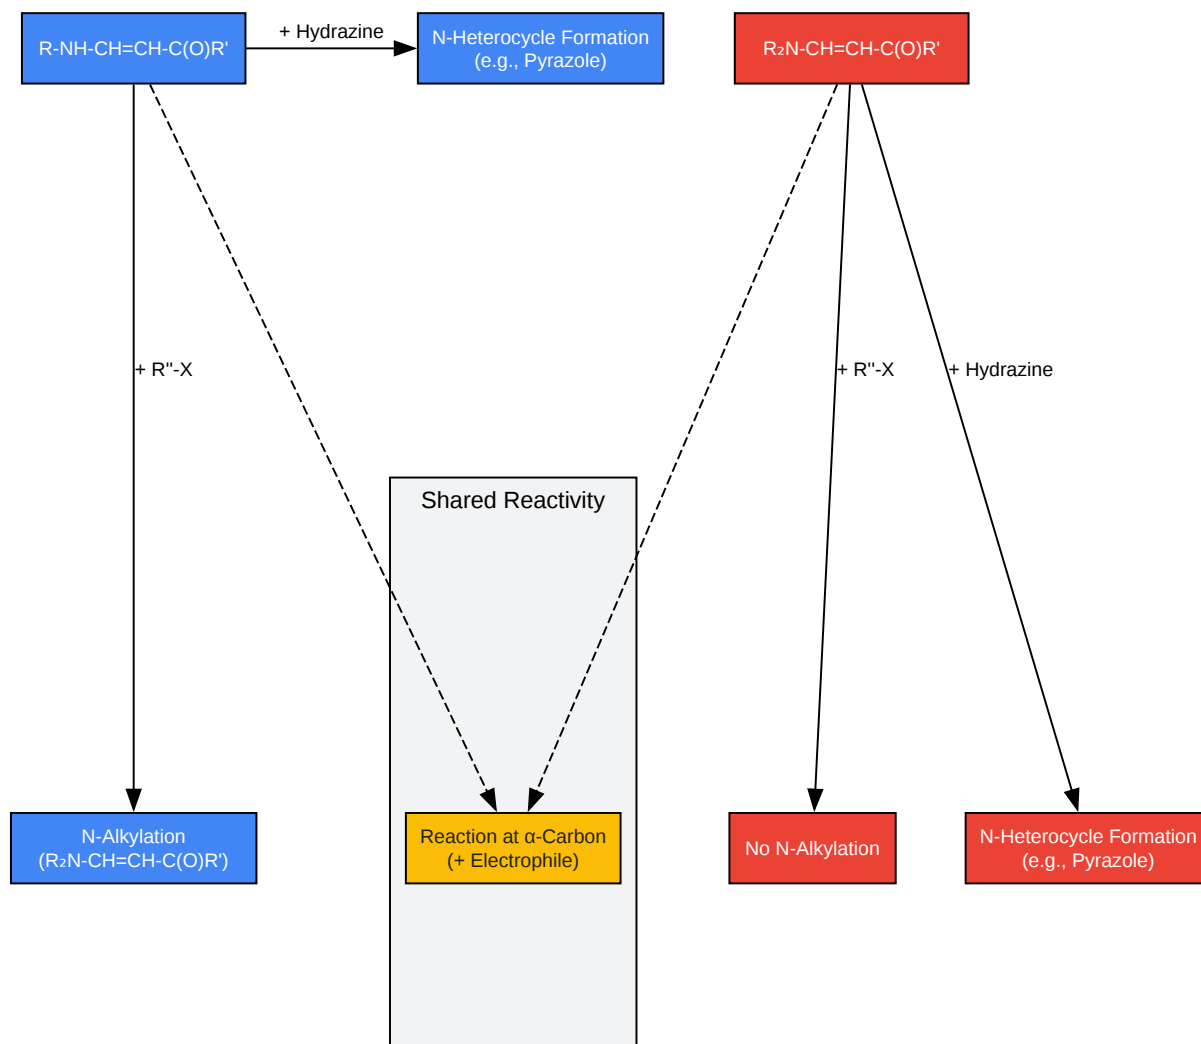 R-NH-CH=CH-C(O)R'
+ Hydrazine
N-Heterocycle Formation
(e.g., Pyrazole)
R₂N-CH=CH-C(O)R'
+ R''-X
+ R''-X
+ Hydrazine
Shared Reactivity
N-Alkylation
(R₂N-CH=CH-C(O)R')
Reaction at α-Carbon
(+ Electrophile)
No N-Alkylation
N-Heterocycle Formation
(e.g., Pyrazole)